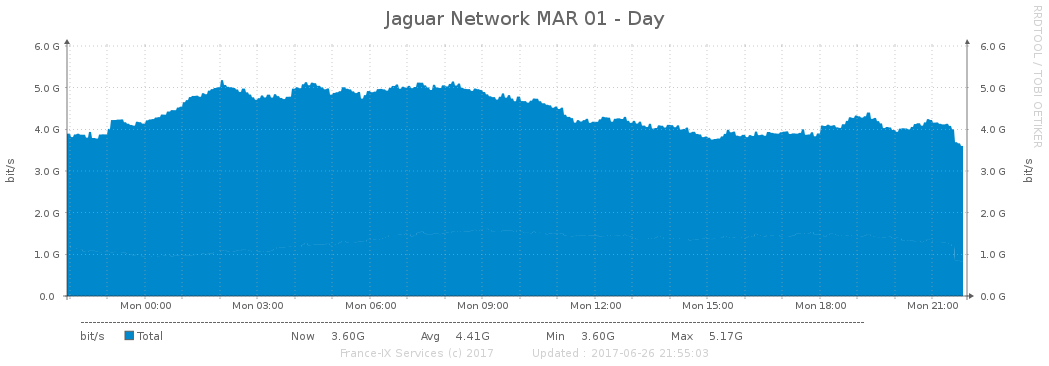 Jaguar Network MAR 01 - Day
RRDTOOL / TOBI OETIKER
bit/s
6.0 G 6.0 G
5.0 G 5.0 G
4.0 G 4.0 G
3.0 G 3.0 G
2.0 G 2.0 G
1.0 G 1.0 G
0.0 0.0 G
bit/s
Mon 00:00 Mon 03:00 Mon 06:00 Mon 09:00 Mon 12:00 Mon 15:00 Mon 18:00 Mon 21:00
bit/s Total Now 3.60G Avg 4.41G Min 3.60G Max 5.17G
France-IX Services (c) 2017 Updated : 2017-06-26 21:55:03